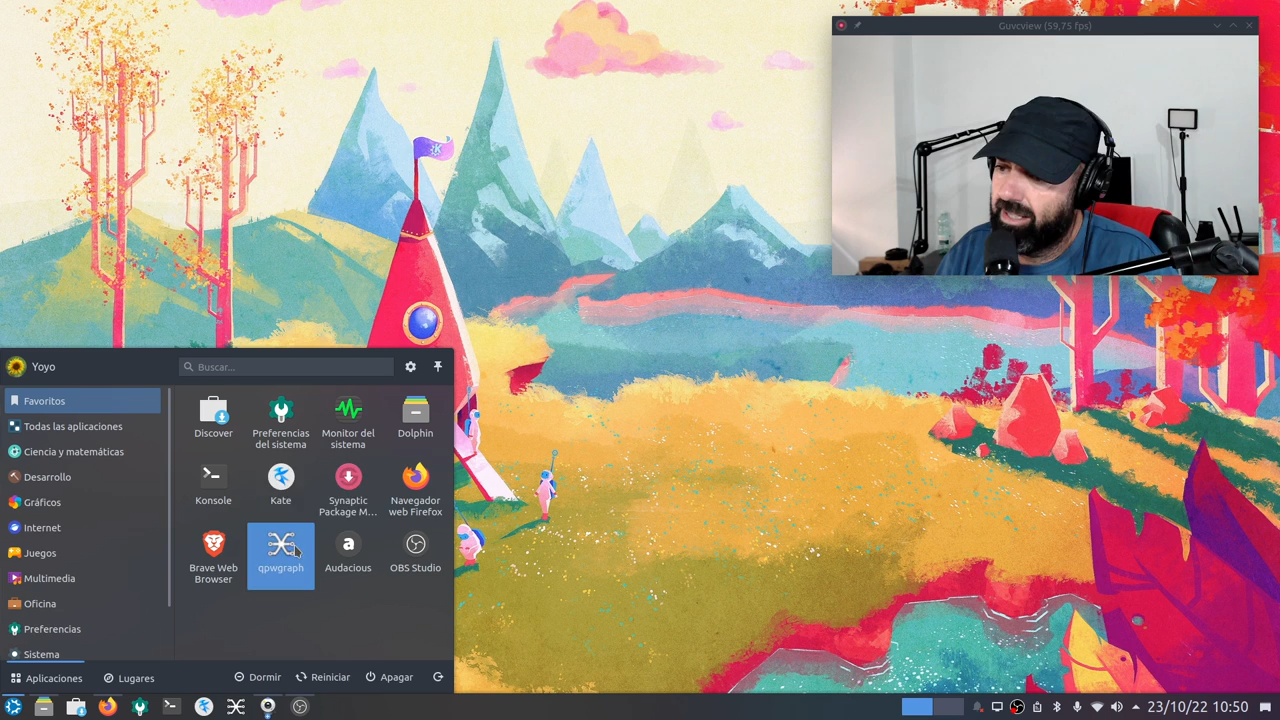 Guvcview (59,75 fps)
Yoyo
Buscar...
Favoritos
Todas las aplicaciones
Ciencia y matemáticas
Desarrollo
Gráficos
Internet
Juegos
Multimedia
Oficina
Preferencias
Sistema
Discover
Preferencias
del sistema
Monitor del
sistema
Dolphin
Konsole
Kate
Synaptic
Package M...
Navegador
web Firefox
Brave Web
Browser
qpwgraph
Audacious
OBS Studio
Aplicaciones
Lugares
Dormir
Reiniciar
Apagar
23/10/22 10:50